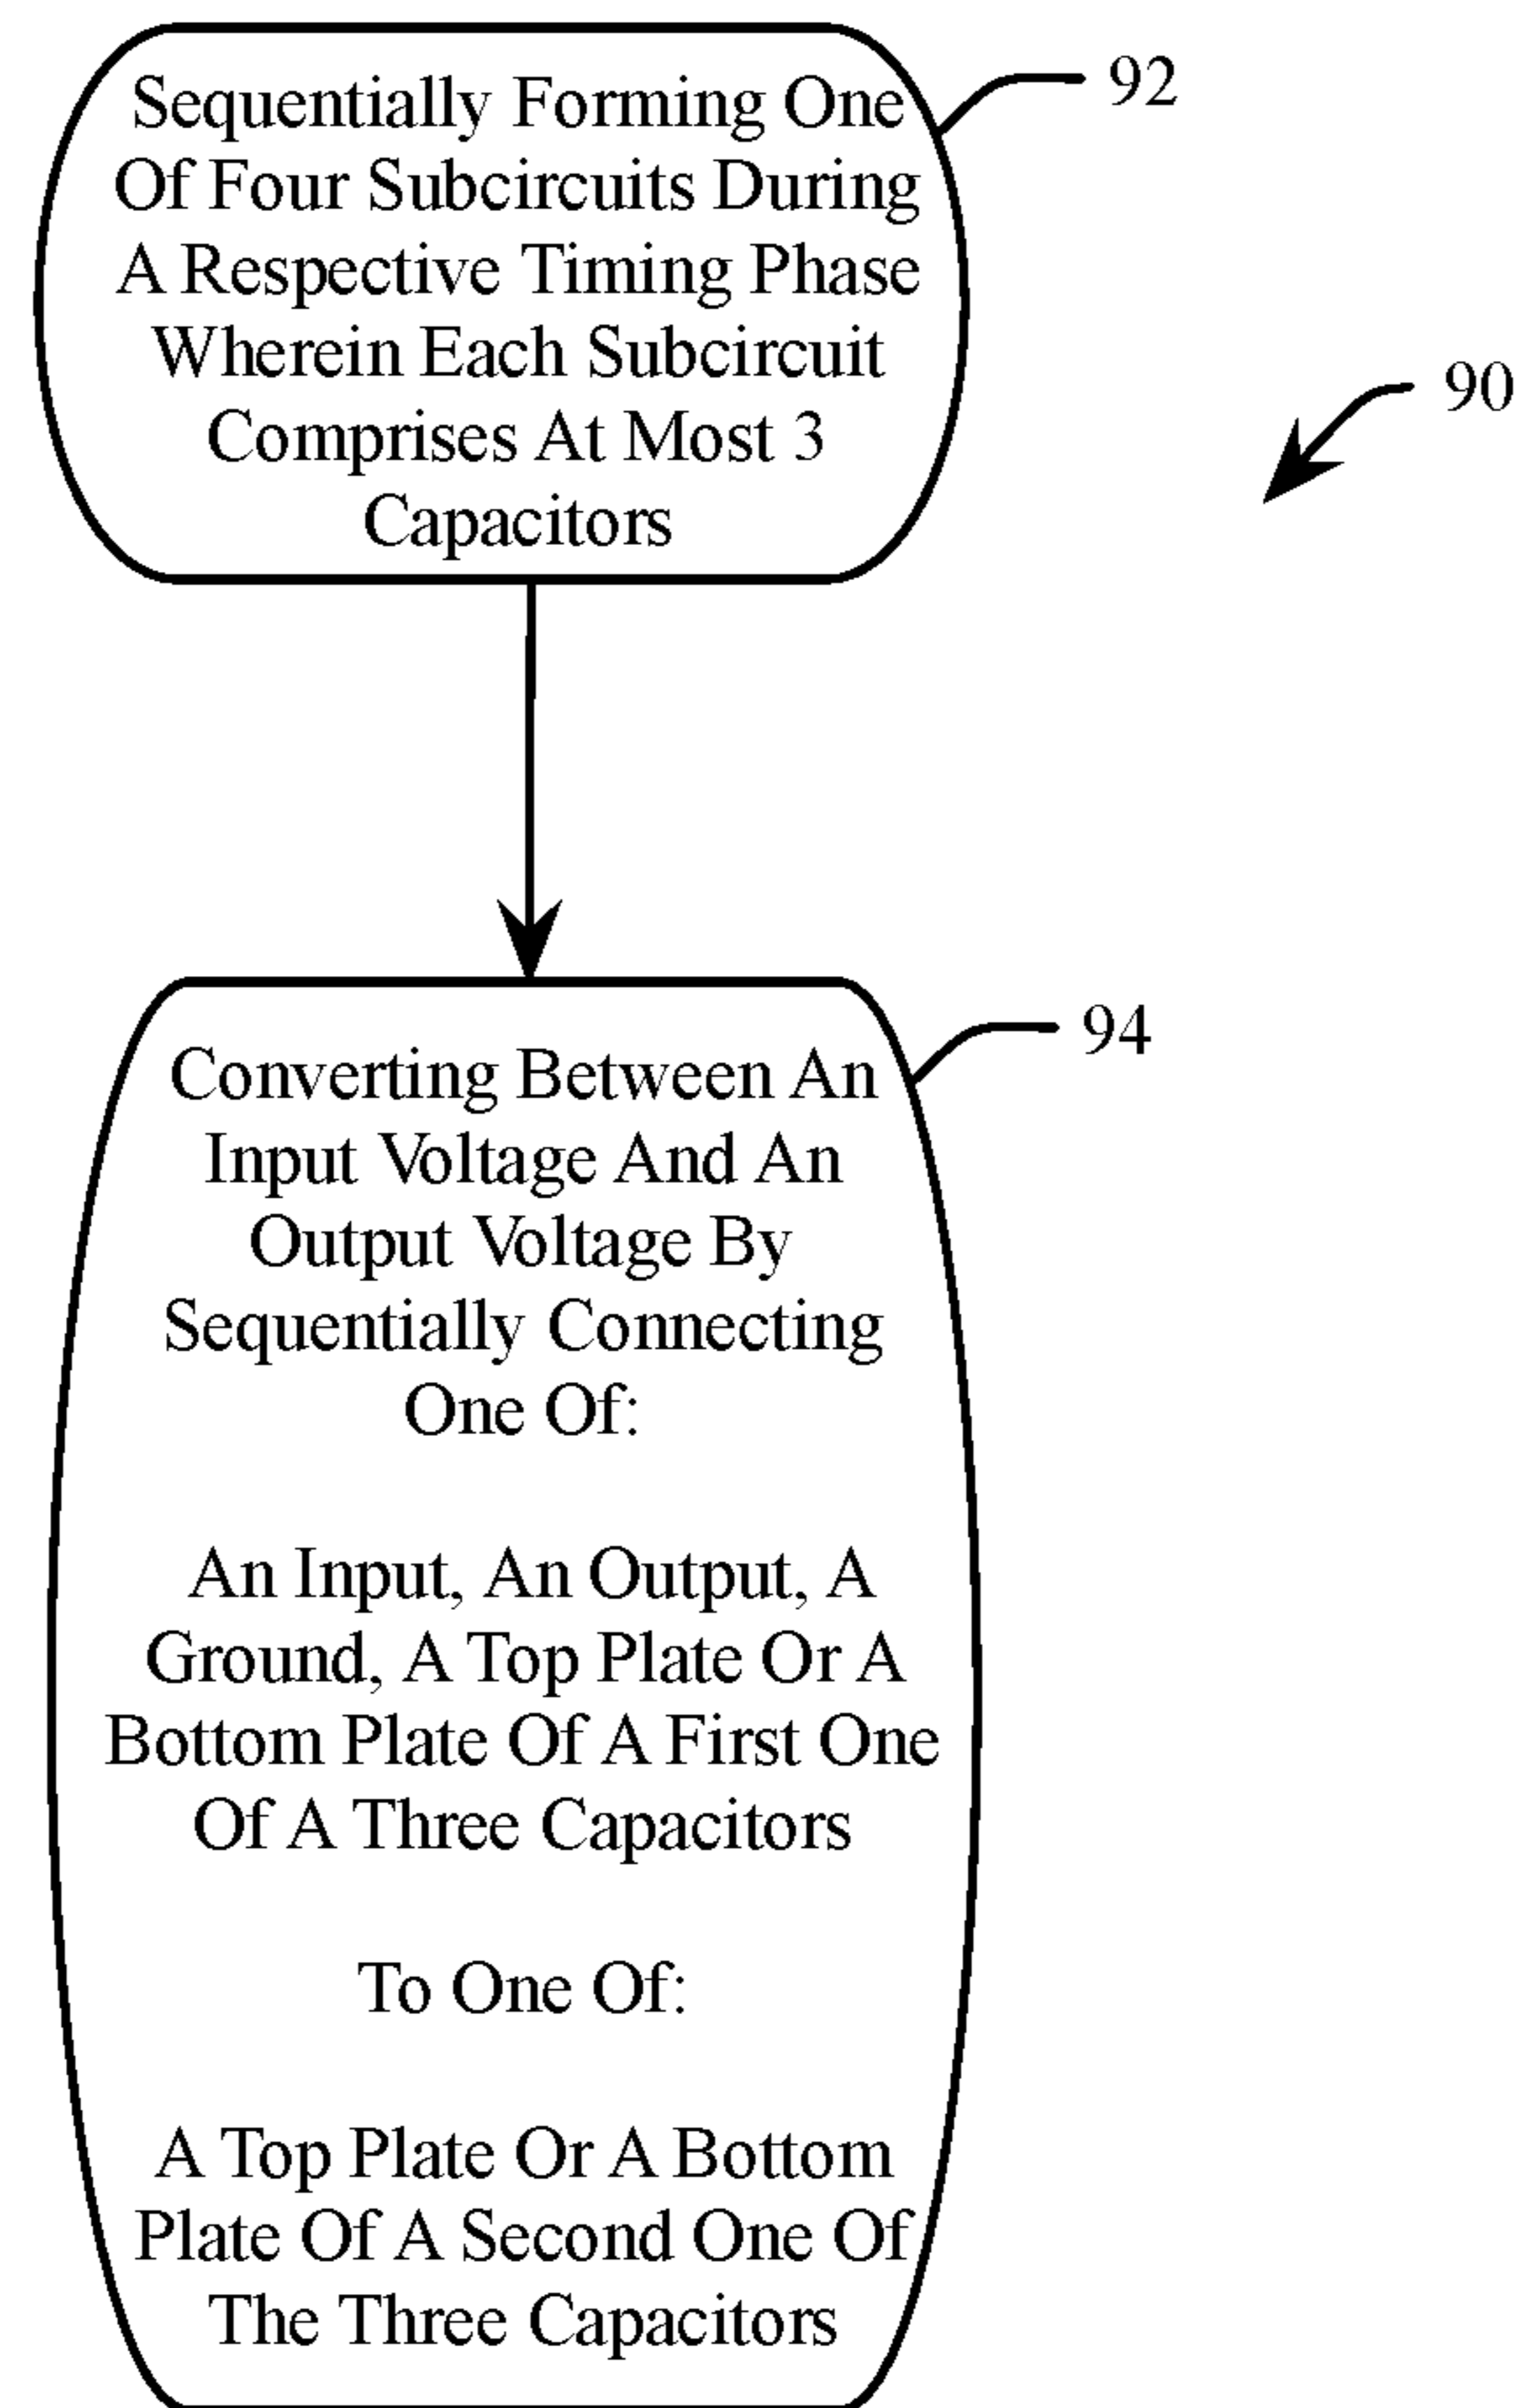 Sequentially Forming One
Of Four Subcircuits During
A Respective Timing Phase
Wherein Each Subcircuit
Comprises At Most 3
Capacitors
92
90
Converting Between An
Input Voltage And An
Output Voltage By
Sequentially Connecting
One Of:
An Input, An Output, A
Ground, A Top Plate Or A
Bottom Plate Of A First One
Of A Three Capacitors
To One Of:
A Top Plate Or A Bottom
Plate Of A Second One Of
The Three Capacitors
94